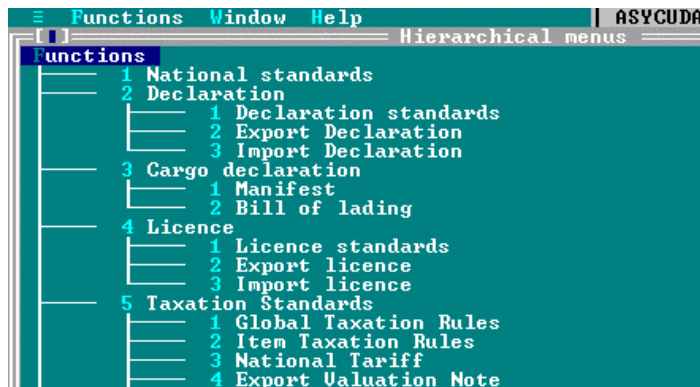 ≡ Functions Window Help | ASYCUDA
[ ] Hierarchical menus
Functions
1 National standards
2 Declaration
1 Declaration standards
2 Export Declaration
3 Import Declaration
3 Cargo declaration
1 Manifest
2 Bill of lading
4 Licence
1 Licence standards
2 Export licence
3 Import licence
5 Taxation Standards
1 Global Taxation Rules
2 Item Taxation Rules
3 National Tariff
4 Export Valuation Note